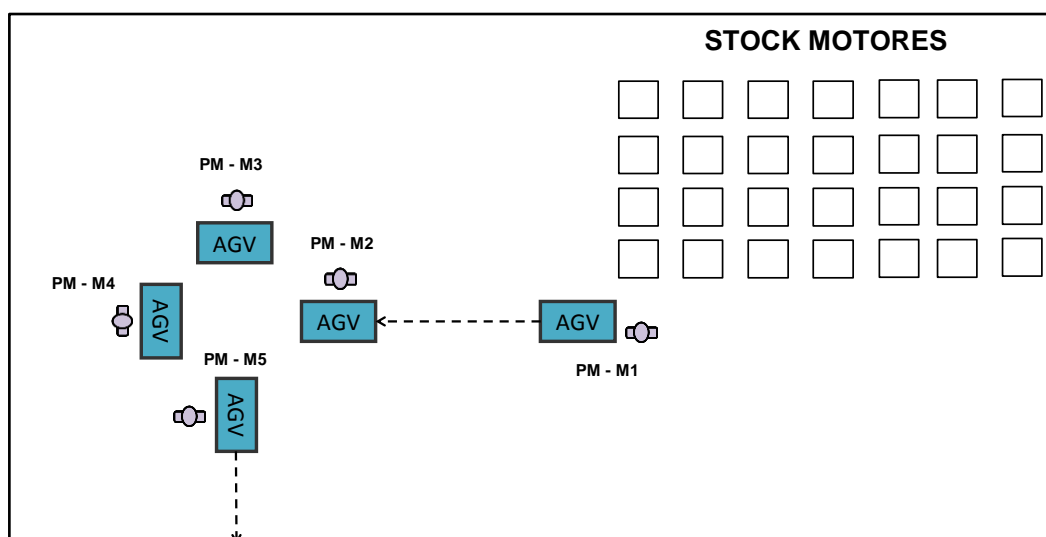 STOCK MOTORES
PM - M3
AGV
PM - M2
PM - M4
AGV
AGV
AGV
PM - M5
PM - M1
AGV